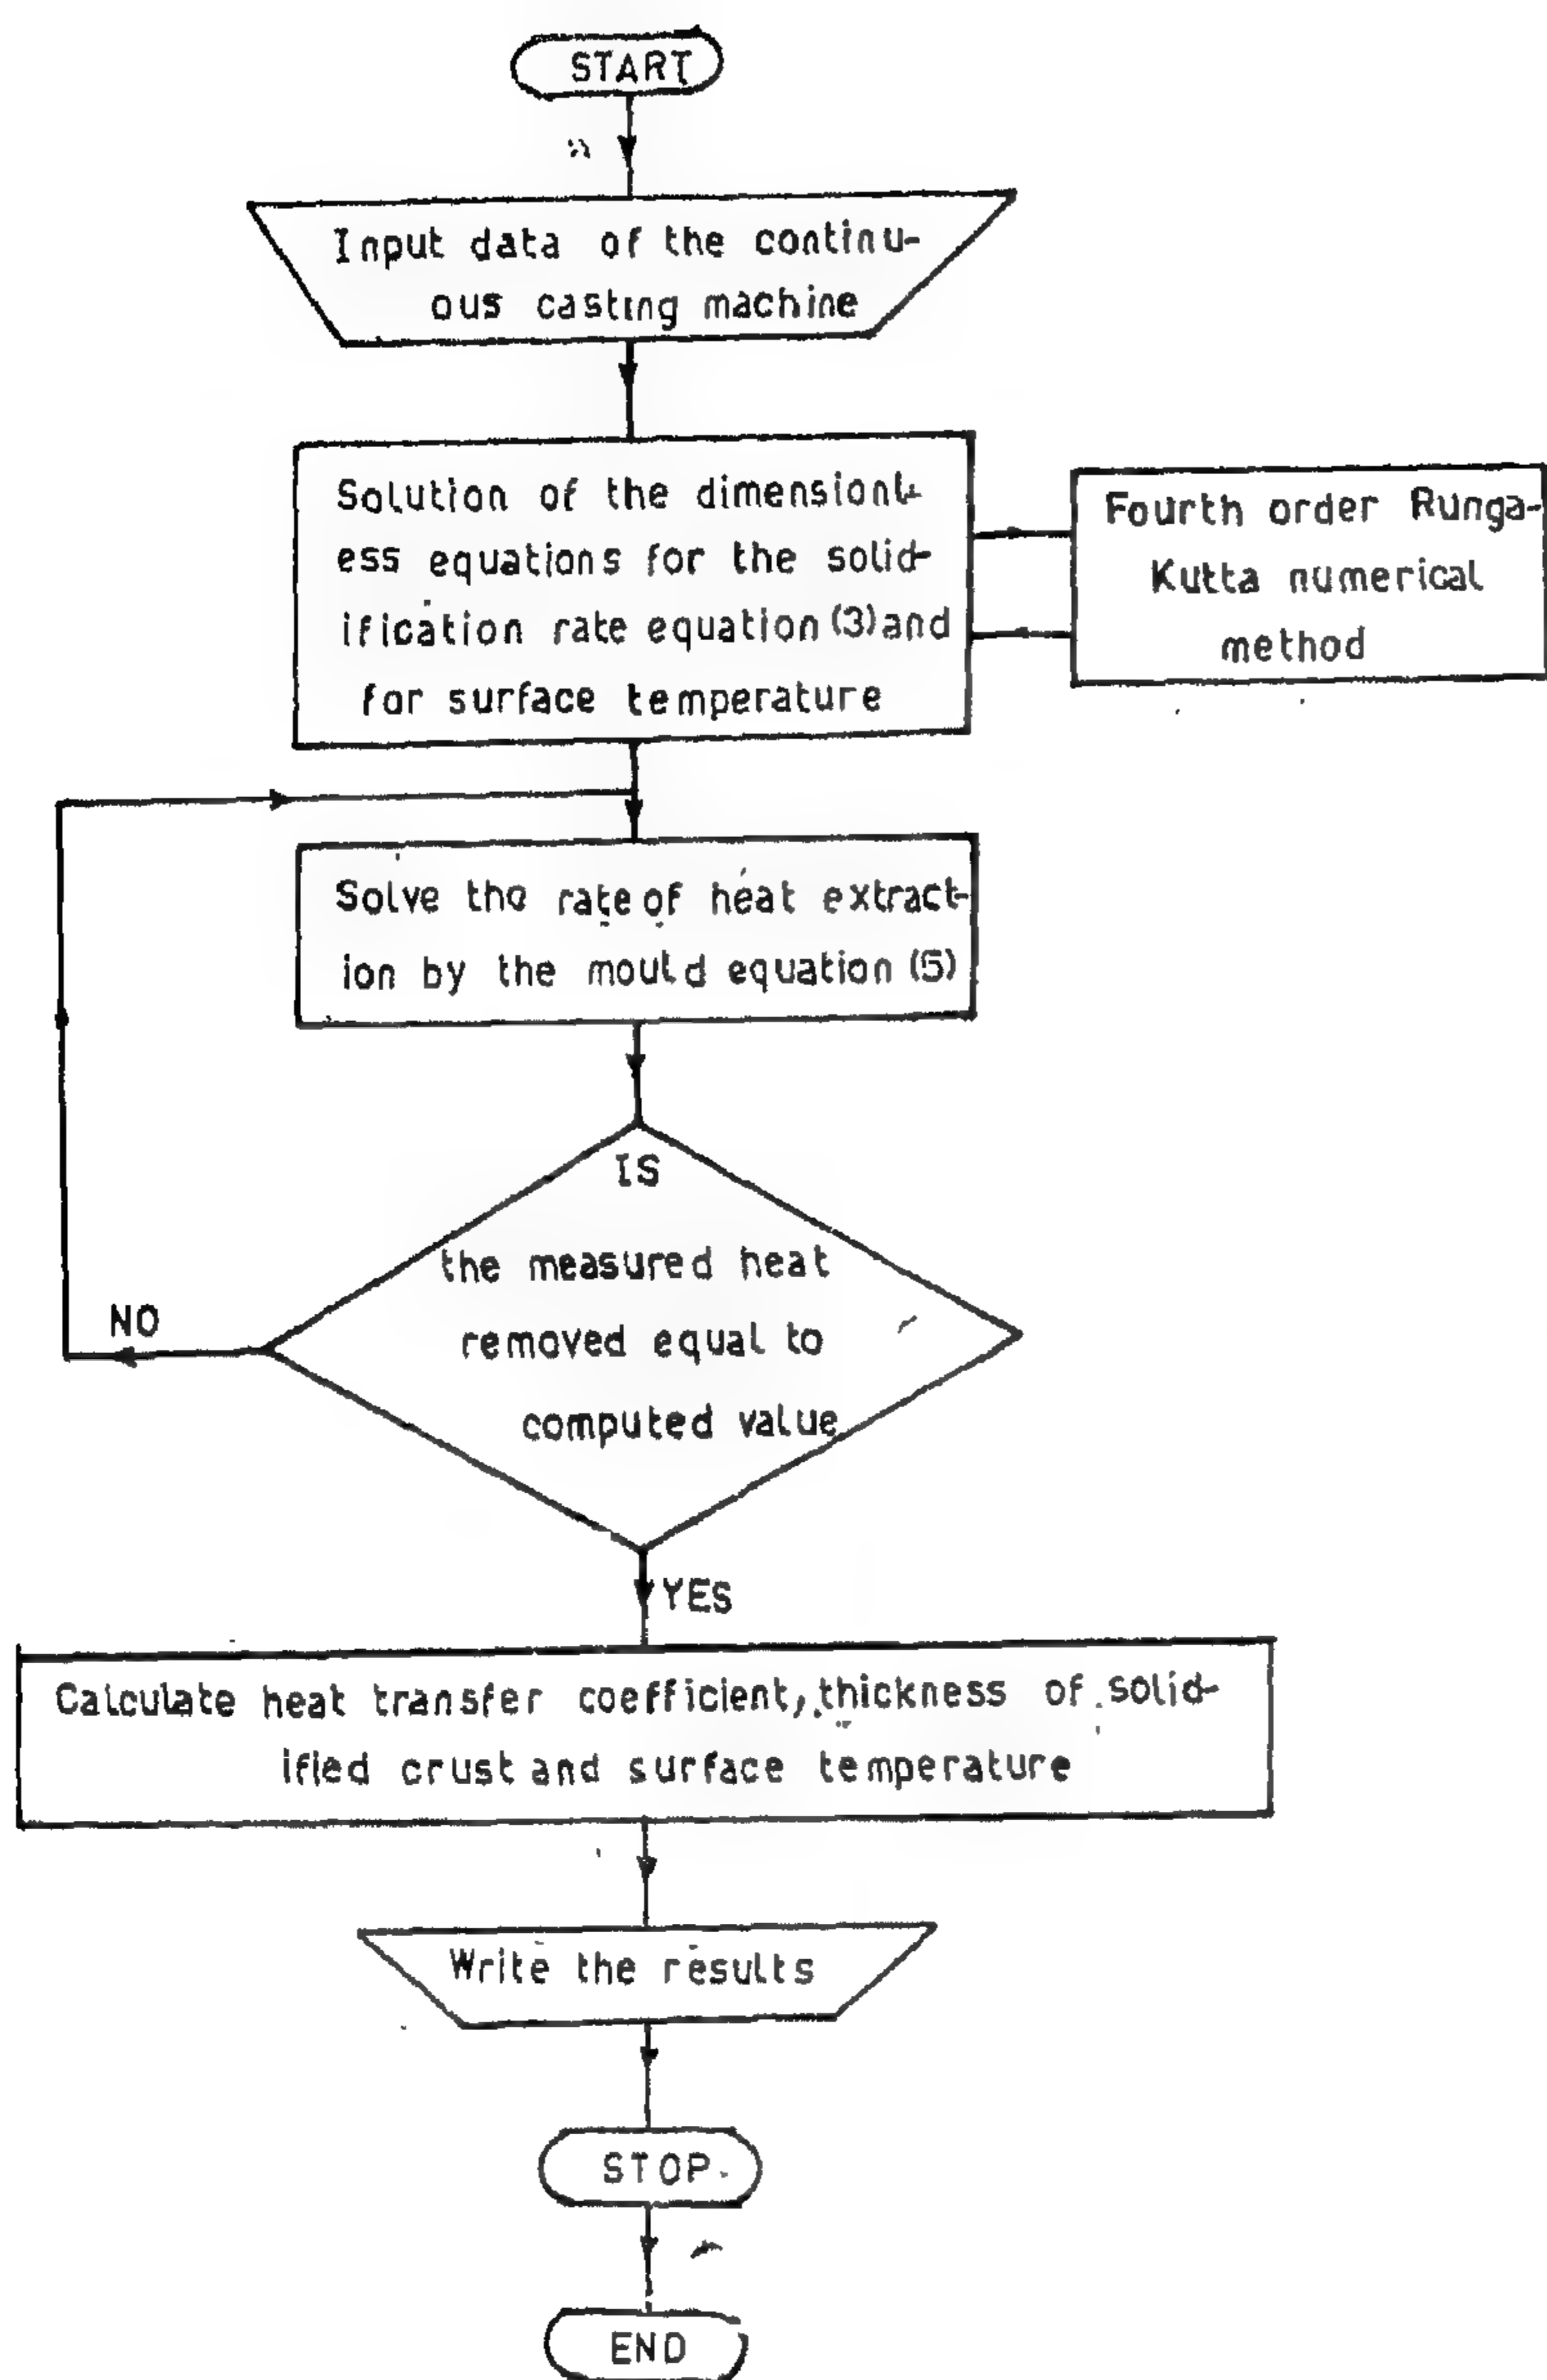 START
Input data of the continu-
ous casting machine
Solution of the dimensionl-
ess equations for the solid-
ification rate equation (3) and
for surface temperature
Fourth order Runga-
Kutta numerical
method
Solve the rate of heat extract-
ion by the mould equation (5)
IS
the measured heat
removed equal to
computed value
NO
YES
Calculate heat transfer coefficient, thickness of solid-
ified crust and surface temperature
Write the results
STOP
END